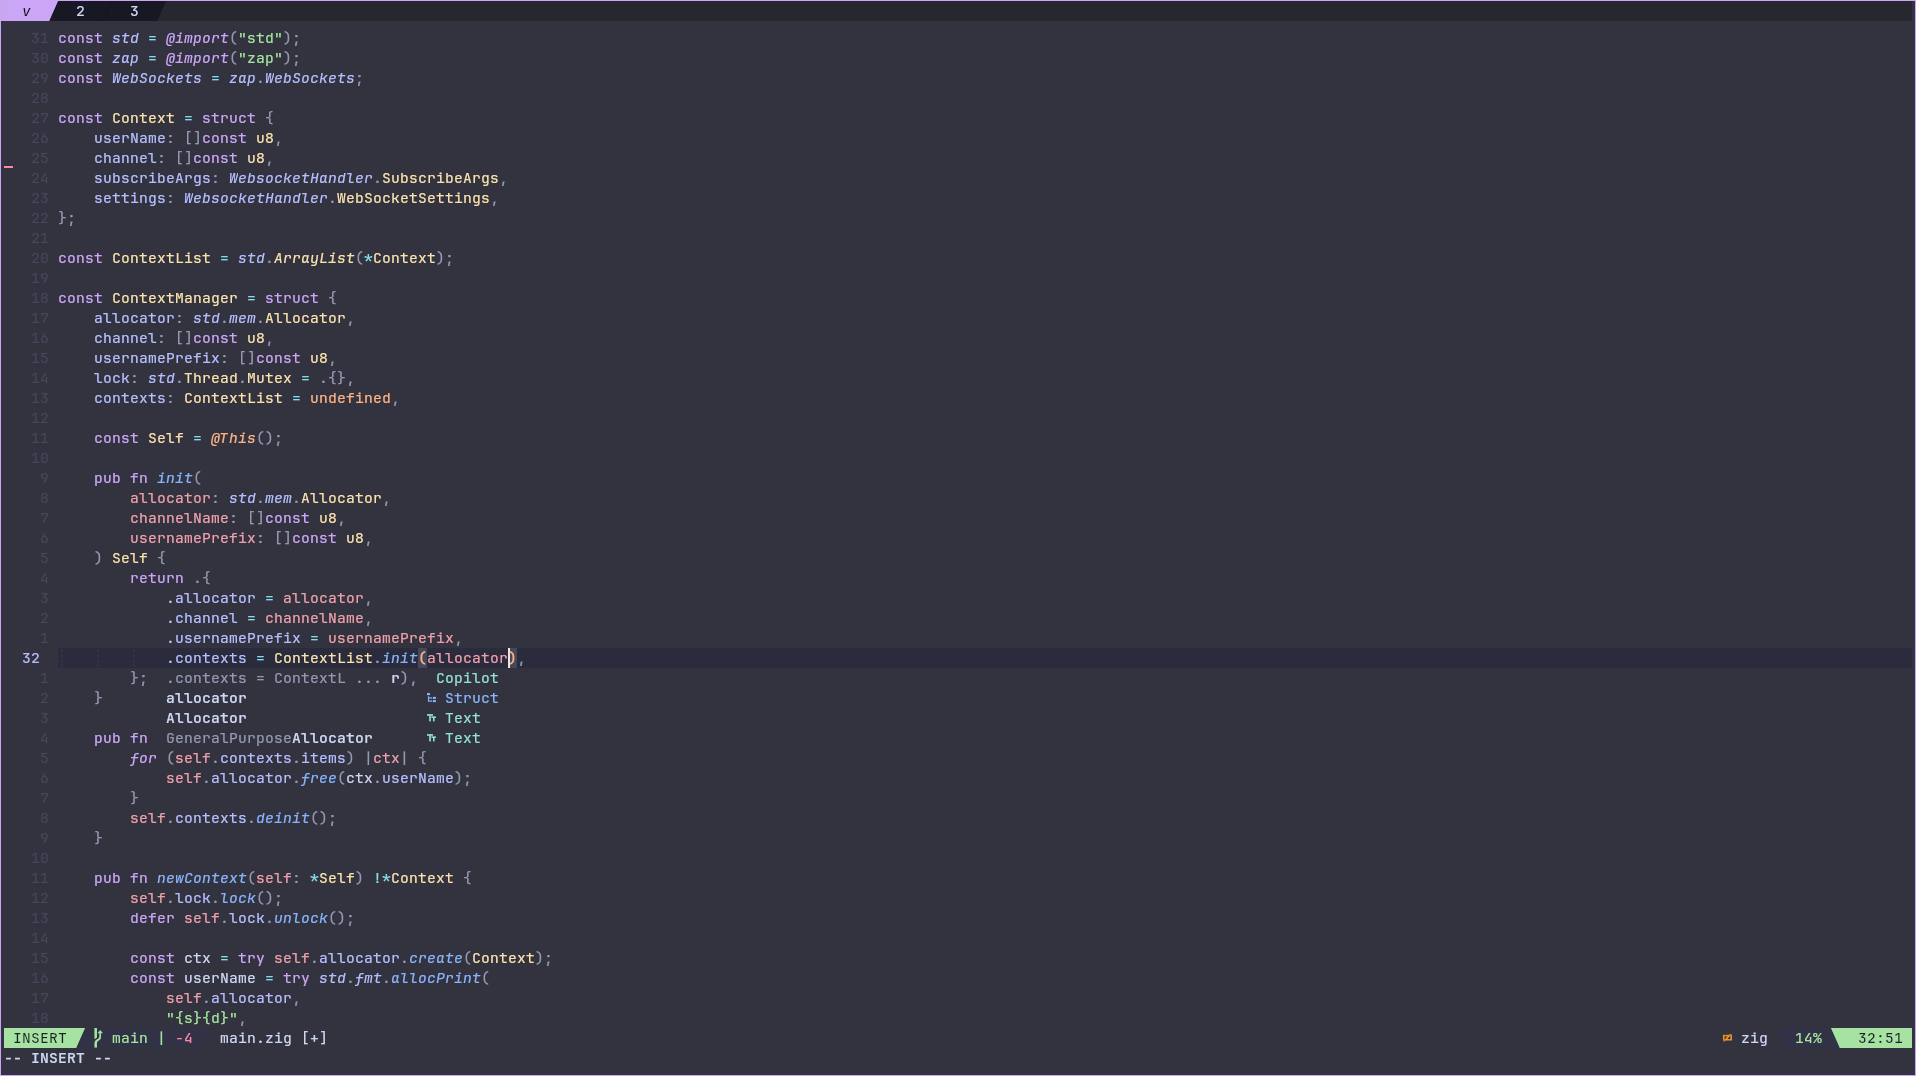 v 2 3
31 const std = @import("std");
30 const zap = @import("zap");
29 const WebSockets = zap.WebSockets;
28
27 const Context = struct {
26     userName: []const u8,
25     channel: []const u8,
24     subscribeArgs: WebsocketHandler.SubscribeArgs,
23     settings: WebsocketHandler.WebSocketSettings,
22 };
21
20 const ContextList = std.ArrayList(*Context);
19
18 const ContextManager = struct {
17     allocator: std.mem.Allocator,
16     channel: []const u8,
15     usernamePrefix: []const u8,
14     lock: std.Thread.Mutex = .{},
13     contexts: ContextList = undefined,
12
11     const Self = @This();
10
9     pub fn init(
8         allocator: std.mem.Allocator,
7         channelName: []const u8,
6         usernamePrefix: []const u8,
5     ) Self {
4         return .{
3             .allocator = allocator,
2             .channel = channelName,
1             .usernamePrefix = usernamePrefix,
32             .contexts = ContextList.init(allocator),
1         };  .contexts = ContextL ... r),  Copilot
2     }       allocator                    Struct
3             Allocator                    Text
4     pub fn  GeneralPurposeAllocator      Text
5         for (self.contexts.items) |ctx| {
6             self.allocator.free(ctx.userName);
7         }
8         self.contexts.deinit();
9     }
10
11     pub fn newContext(self: *Self) !*Context {
12         self.lock.lock();
13         defer self.lock.unlock();
14
15         const ctx = try self.allocator.create(Context);
16         const userName = try std.fmt.allocPrint(
17             self.allocator,
18             "{s}{d}",
INSERT main | -4 main.zig [+] zig 14% 32:51
-- INSERT --